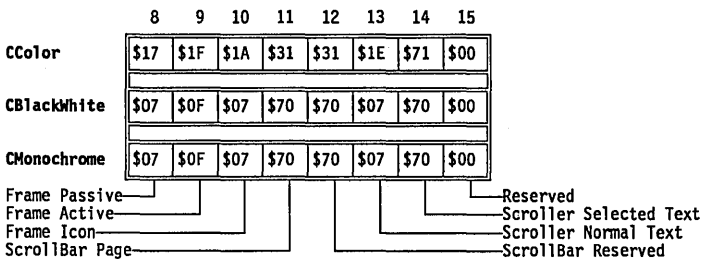 8 9 10 11 12 13 14 15
CColor $17 $1F $1A $31 $31 $1E $71 $00
CBlackWhite $07 $0F $07 $70 $70 $07 $70 $00
CMonochrome $07 $0F $07 $70 $70 $07 $70 $00
Frame Passive Reserved
Frame Active Scroller Selected Text
Frame Icon Scroller Normal Text
ScrollBar Page ScrollBar Reserved